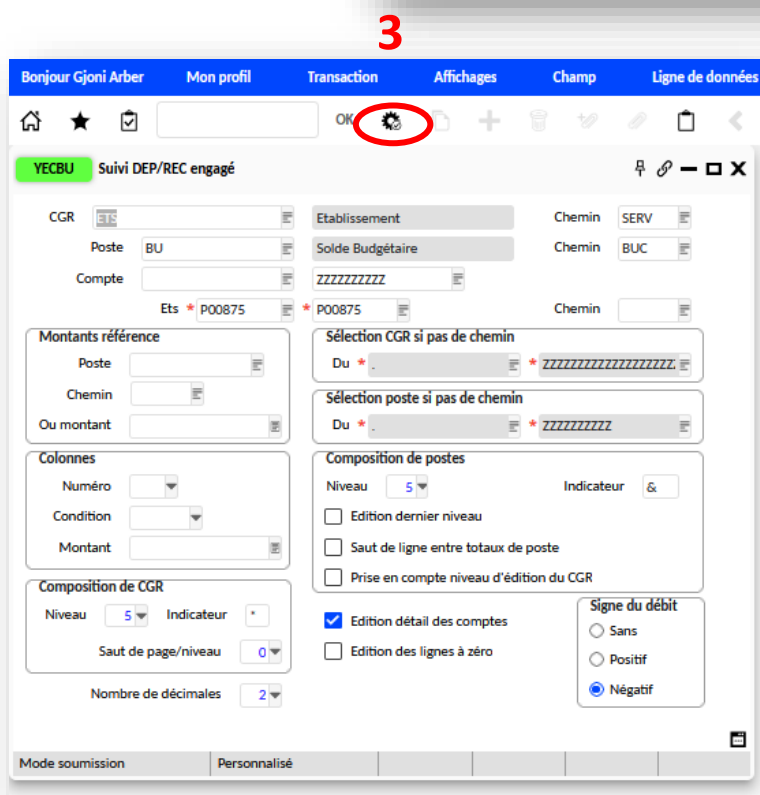 3
Bonjour Gjoni Arber Mon profil Transaction Affichages Champ Ligne de données
OK
YECBU Suivi DEP/REC engagé
CGR ETS Etablissement Chemin SERV
Poste BU Solde Budgétaire Chemin BUC
Compte ZZZZZZZZZZ
Ets * P00875 * P00875 Chemin
Montants référence Sélection CGR si pas de chemin
Poste Du * . * ZZZZZZZZZZZZZZZZZZZZZ
Chemin Sélection poste si pas de chemin
Ou montant Du * . * ZZZZZZZZZZ
Colonnes Composition de postes
Numéro Niveau 5 Indicateur &
Condition Edition dernier niveau
Montant Saut de ligne entre totaux de poste
Prise en compte niveau d'édition du CGR
Composition de CGR Signe du débit
Niveau 5 Indicateur * Edition détail des comptes Sans
Saut de page/niveau 0 Edition des lignes à zéro Positif
Nombre de décimales 2 Négatif
Mode soumission Personnalisé